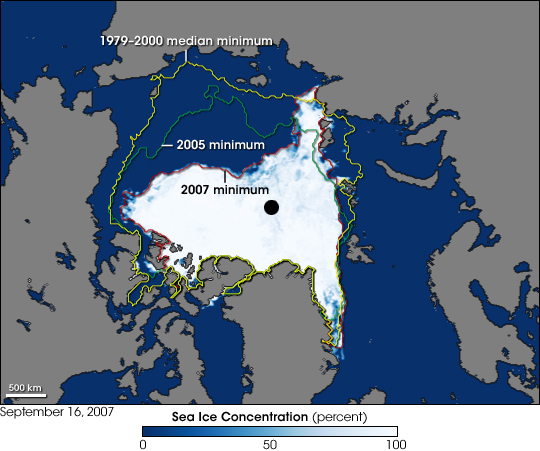 1979–2000 median minimum
2005 minimum
2007 minimum
500 km
September 16, 2007
Sea Ice Concentration (percent)
0 50 100